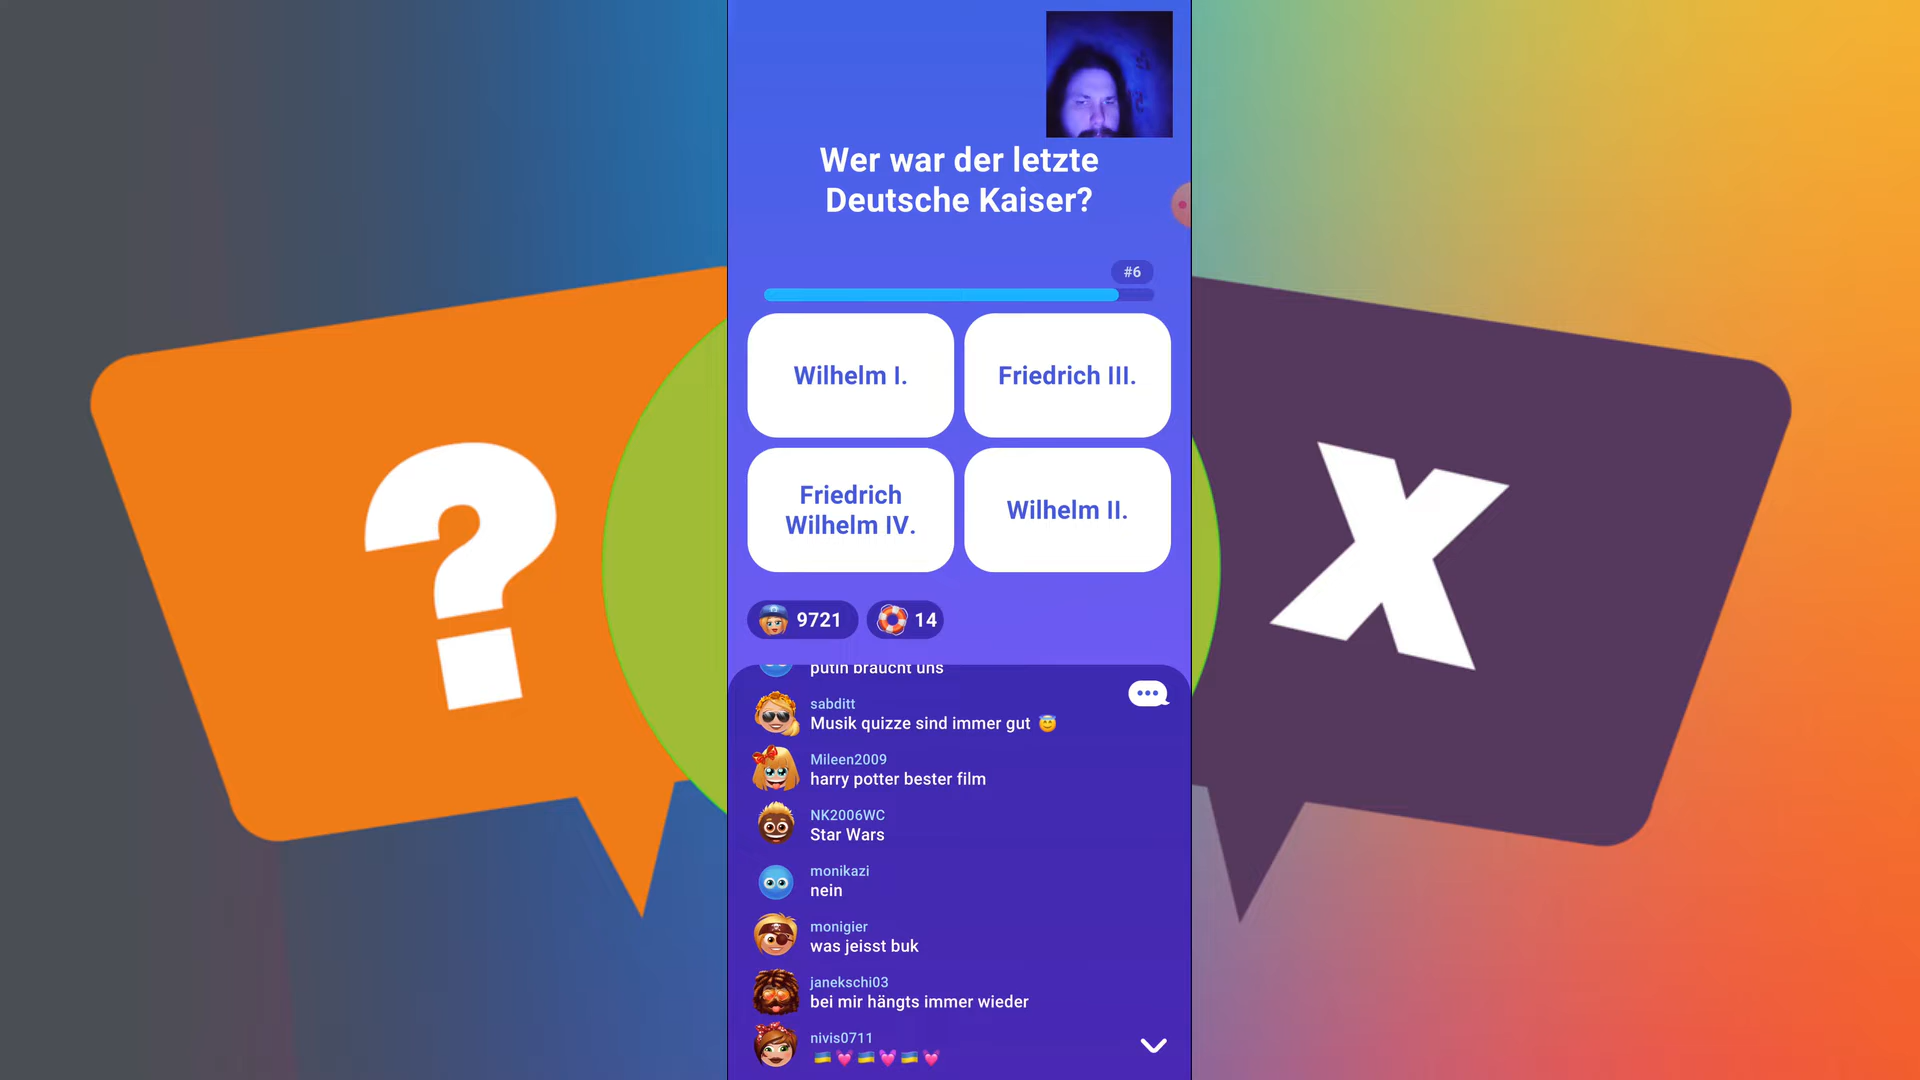 Wer war der letzte
Deutsche Kaiser?
#6
Wilhelm I.
Friedrich III.
Friedrich
Wilhelm IV.
Wilhelm II.
9721
14
putin braucht uns
sabditt
Musik quizze sind immer gut 😇
Mileen2009
harry potter bester film
NK2006WC
Star Wars
monikazi
nein
monigier
was jeisst buk
janekschi03
bei mir hängts immer wieder
nivis0711
🇺🇦💓🇺🇦💓🇺🇦💓
?
X